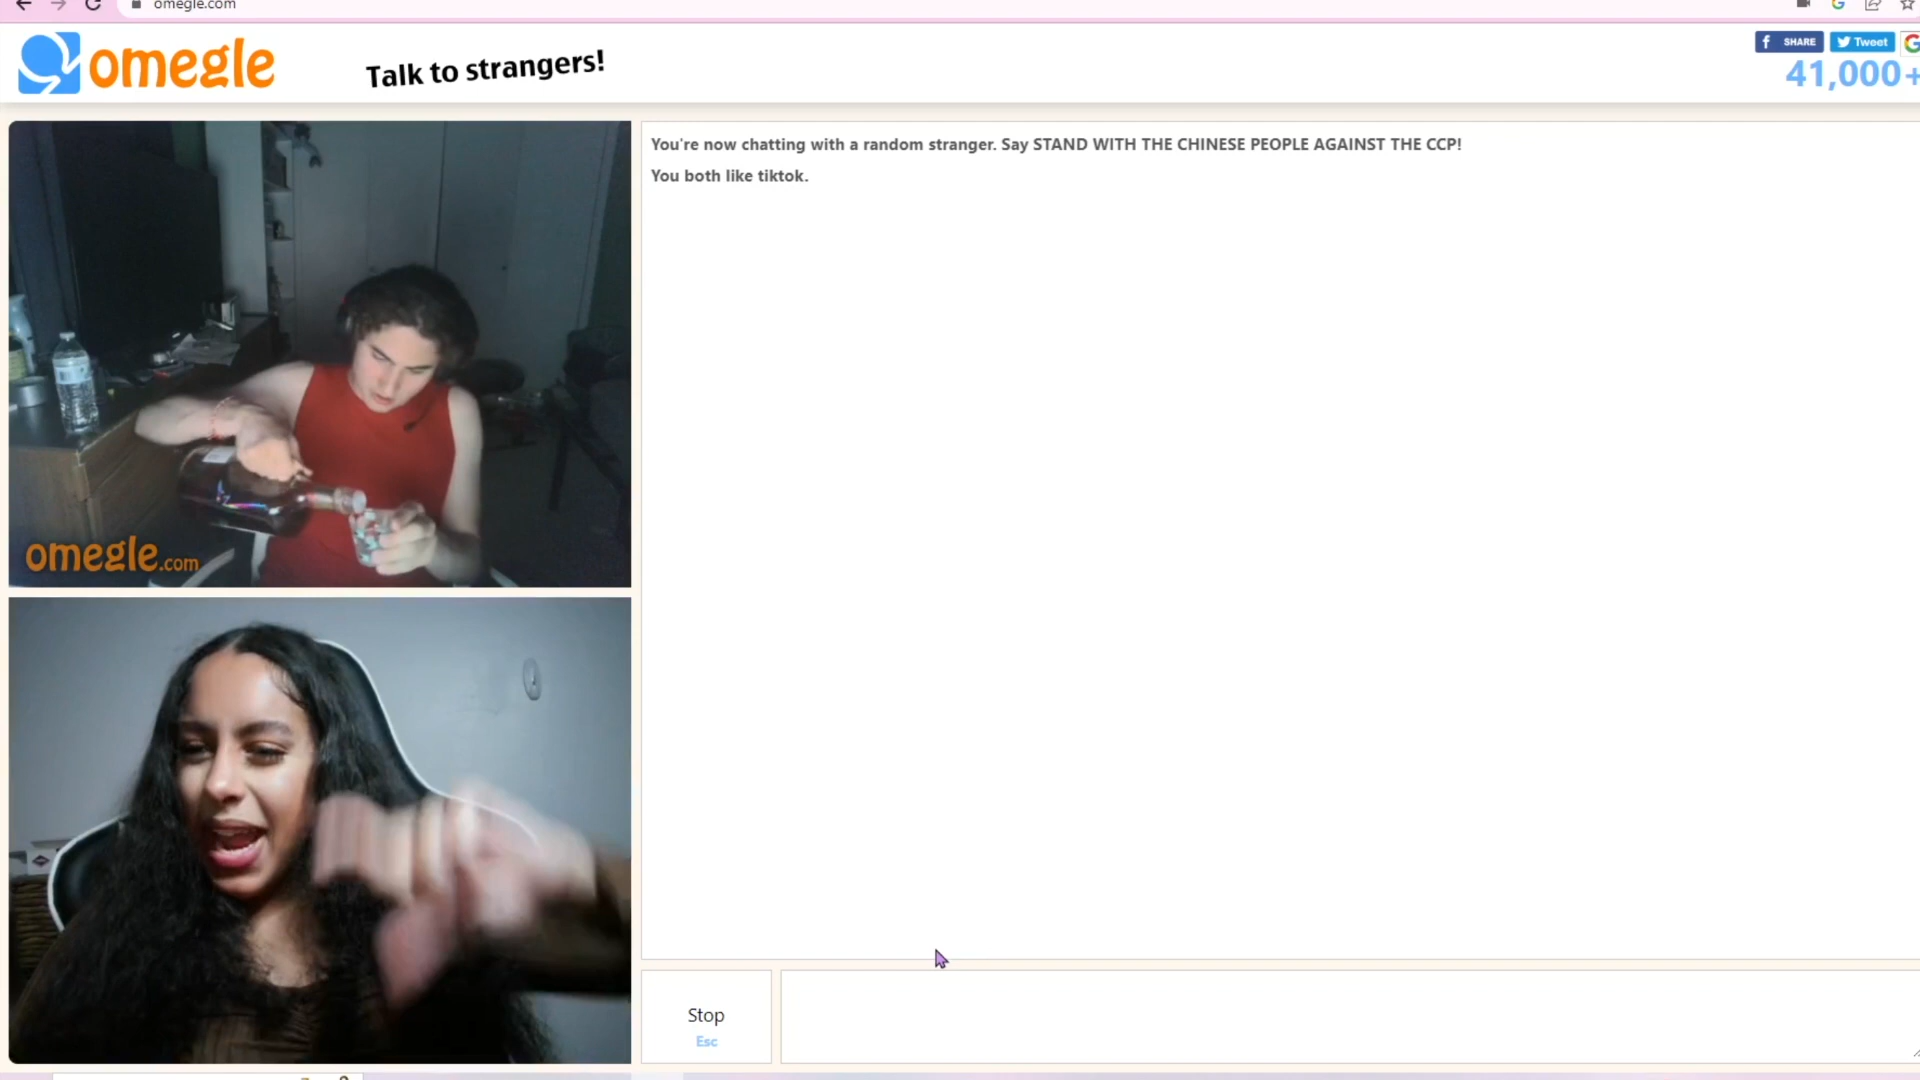 omegle.com
omegle
Talk to strangers!
SHARE
Tweet
41,000+
You're now chatting with a random stranger. Say STAND WITH THE CHINESE PEOPLE AGAINST THE CCP!
You both like tiktok.
omegle.com
Stop
Esc